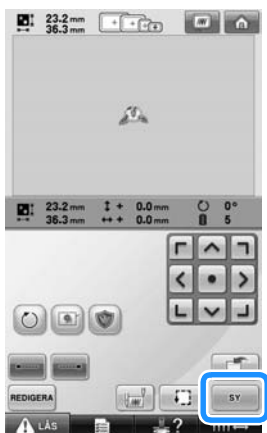 23.2 mm
36.3 mm
23.2 mm + 0.0 mm 0°
36.3 mm + 0.0 mm 5
REDIGERA SY
LÅS ?